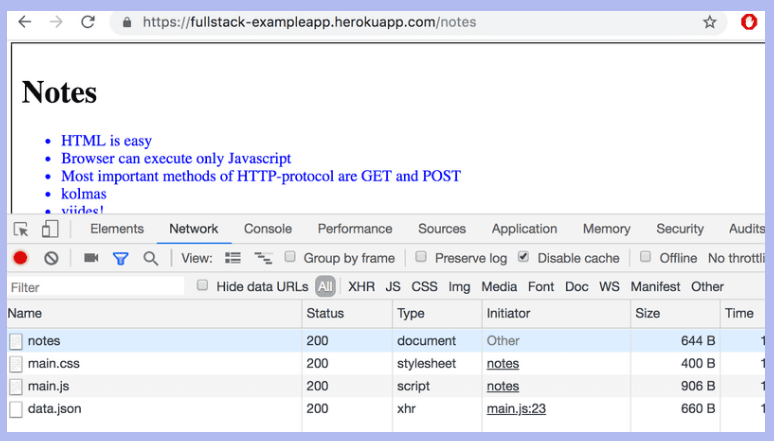 https://fullstack-exampleapp.herokuapp.com/notes
Notes
• HTML is easy
• Browser can execute only Javascript
• Most important methods of HTTP-protocol are GET and POST
• kolmas
• viides!
Elements Network Console Performance Sources Application Memory Security Audits
View: Group by frame Preserve log Disable cache Offline No throttli
Filter Hide data URLs All XHR JS CSS Img Media Font Doc WS Manifest Other
Name Status Type Initiator Size Time
notes 200 document Other 644 B 1
main.css 200 stylesheet notes 400 B 1
main.js 200 script notes 906 B 1
data.json 200 xhr main.js:23 660 B 1